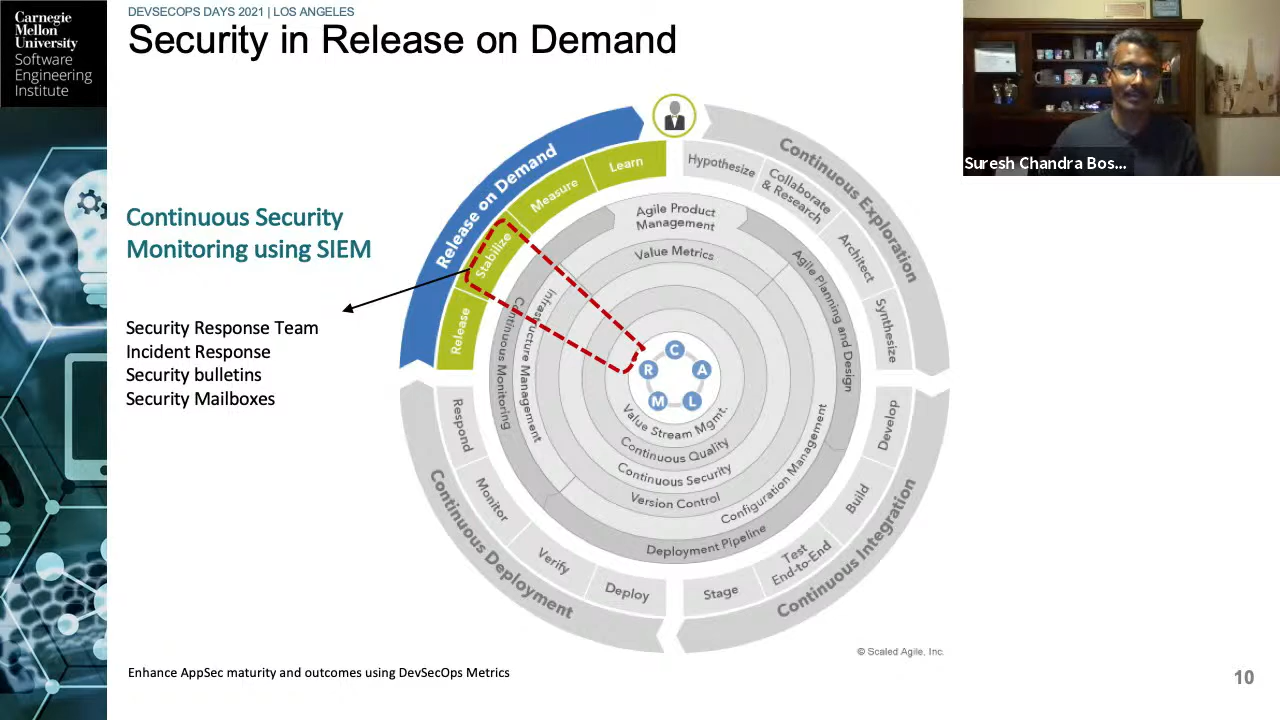 Carnegie
Mellon
University
Software
Engineering
Institute
DEVSECOPS DAYS 2021 | LOS ANGELES
Security in Release on Demand
Suresh Chandra Bos...
Continuous Security
Monitoring using SIEM
Security Response Team
Incident Response
Security bulletins
Security Mailboxes
Release on Demand
Release
Stabilize
Measure
Learn
Continuous Exploration
Hypothesize
Collaborate
& Research
Architect
Synthesize
Continuous Integration
Develop
Build
Test
End-to-End
Stage
Continuous Deployment
Deploy
Verify
Monitor
Respond
Agile Product
Management
Agile Planning and Design
Value Metrics
Continuous Monitoring
Infrastructure Management
C
A
L
M
R
Value Stream Mgmt.
Continuous Quality
Continuous Security
Version Control
Configuration Management
Deployment Pipeline
© Scaled Agile, Inc.
Enhance AppSec maturity and outcomes using DevSecOps Metrics
10